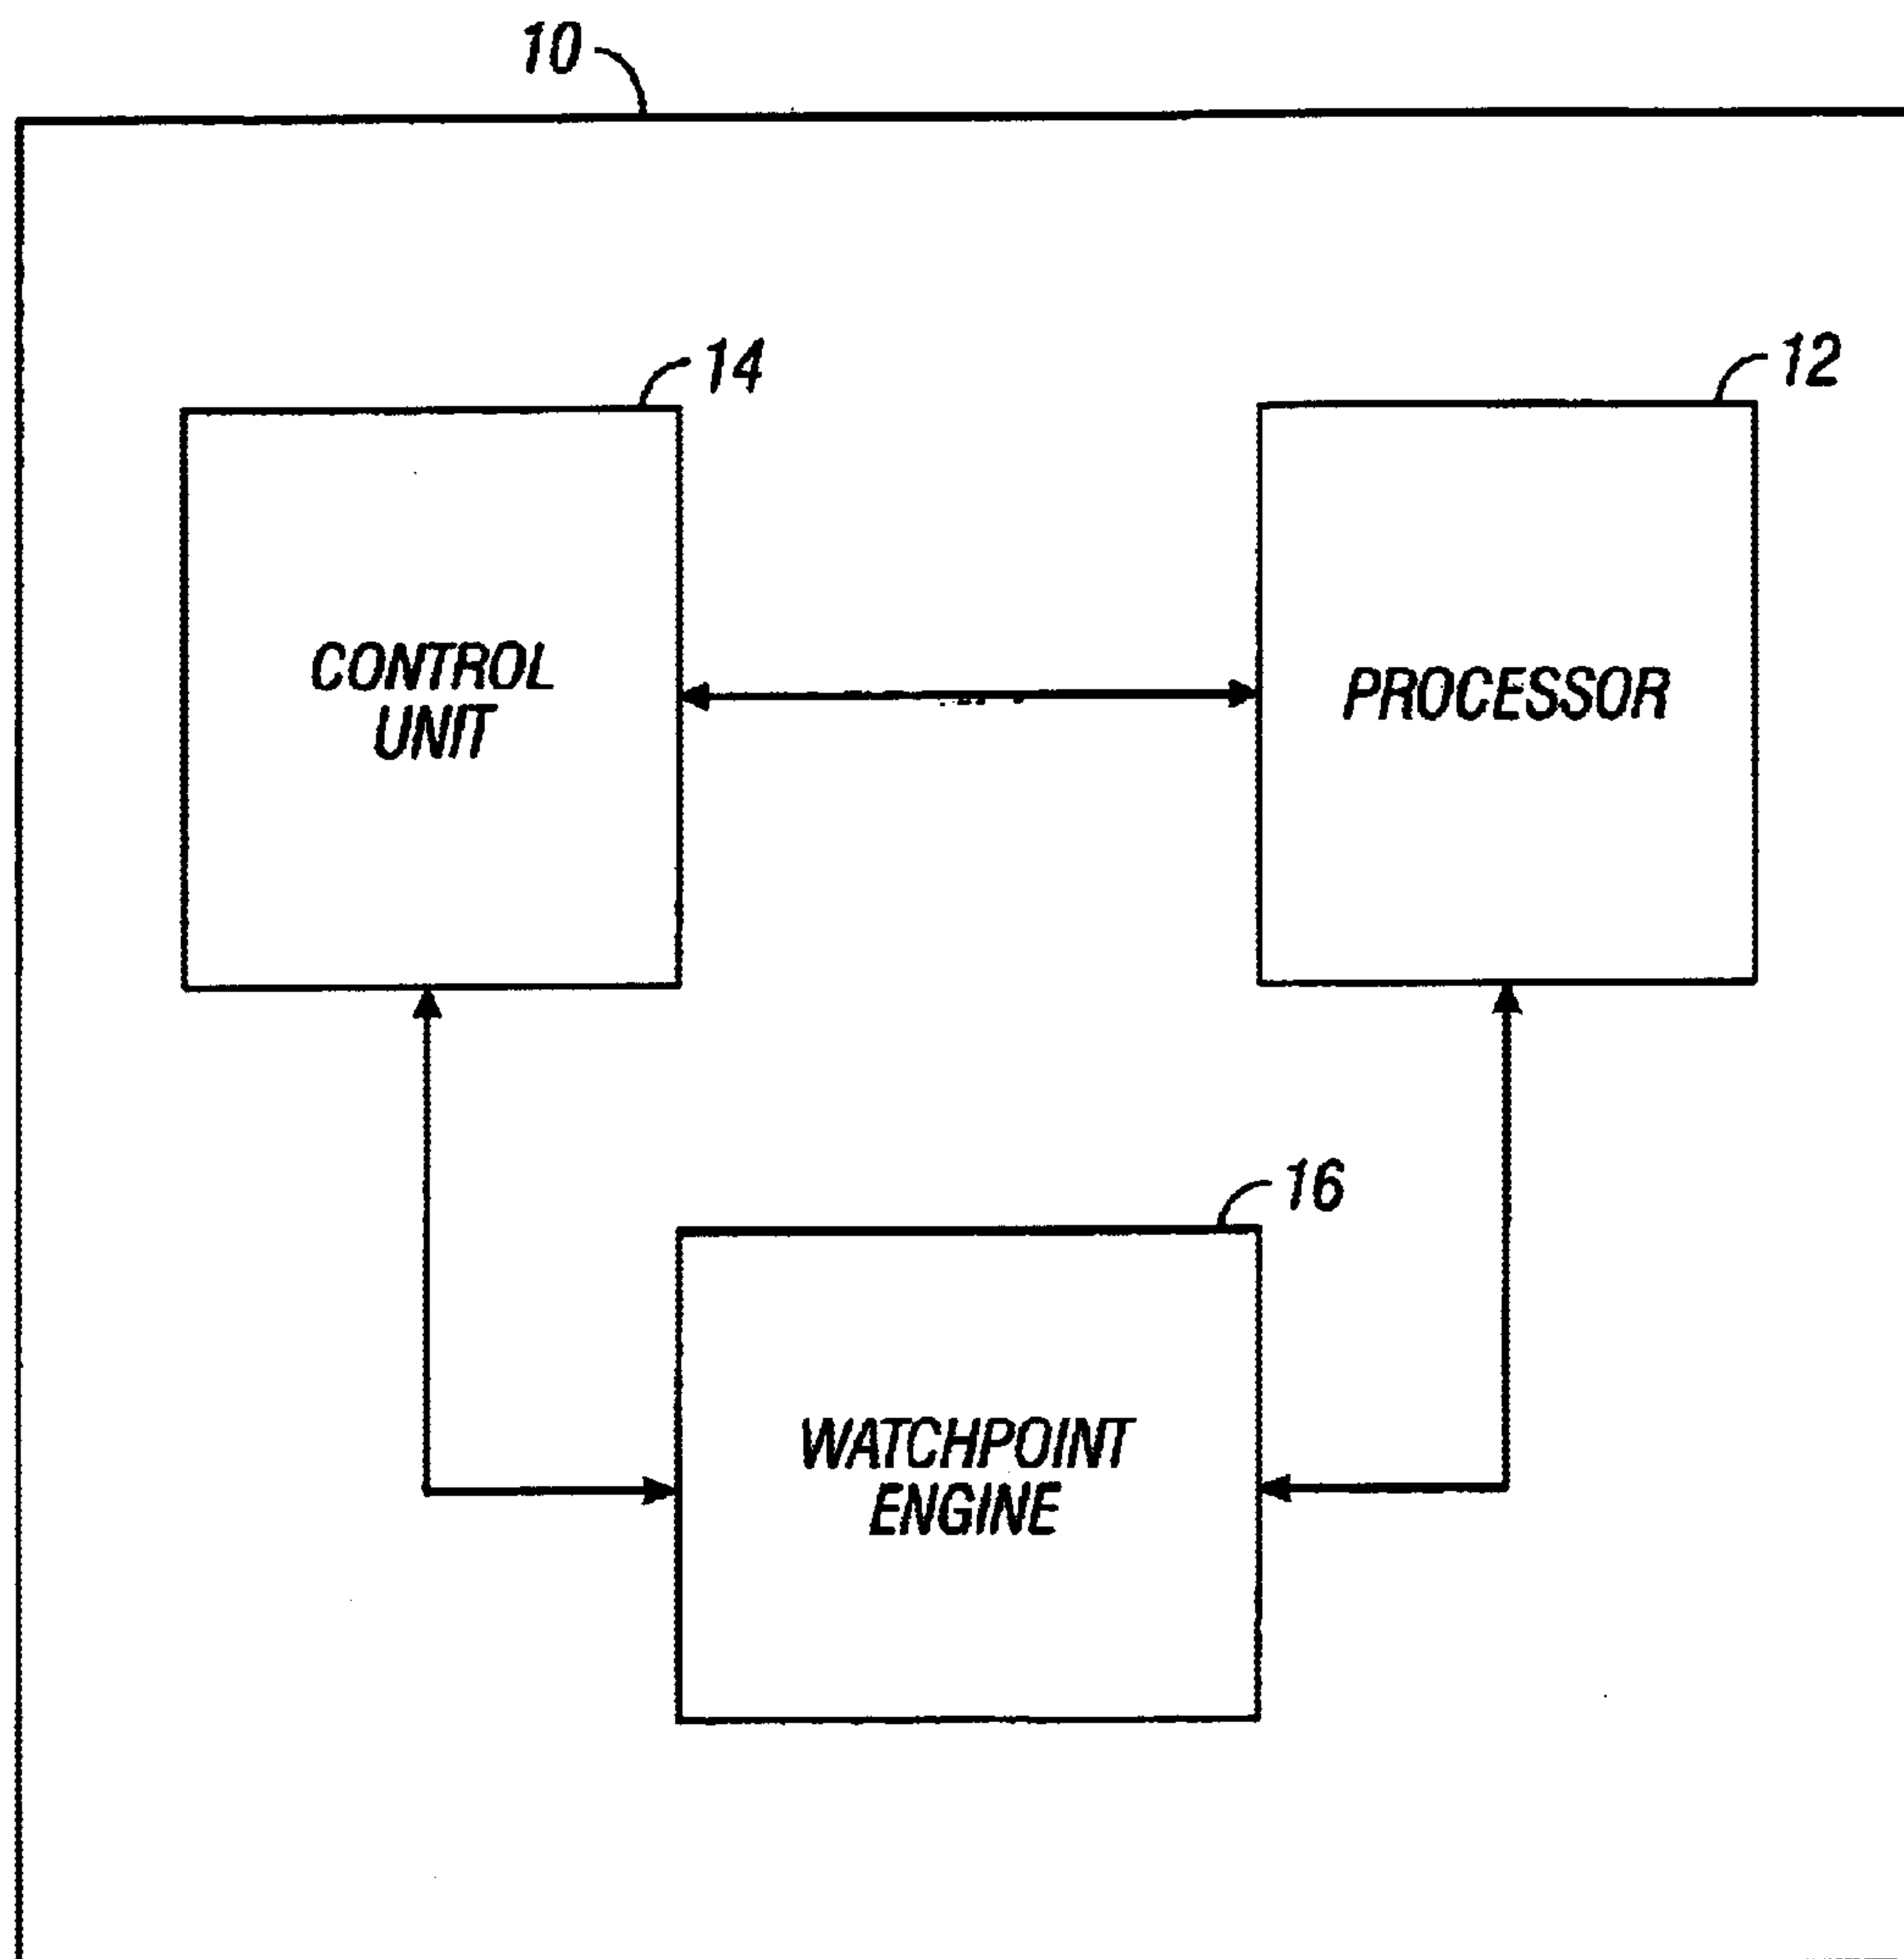 10
14
12
CONTROL
UNIT
PROCESSOR
16
WATCHPOINT
ENGINE